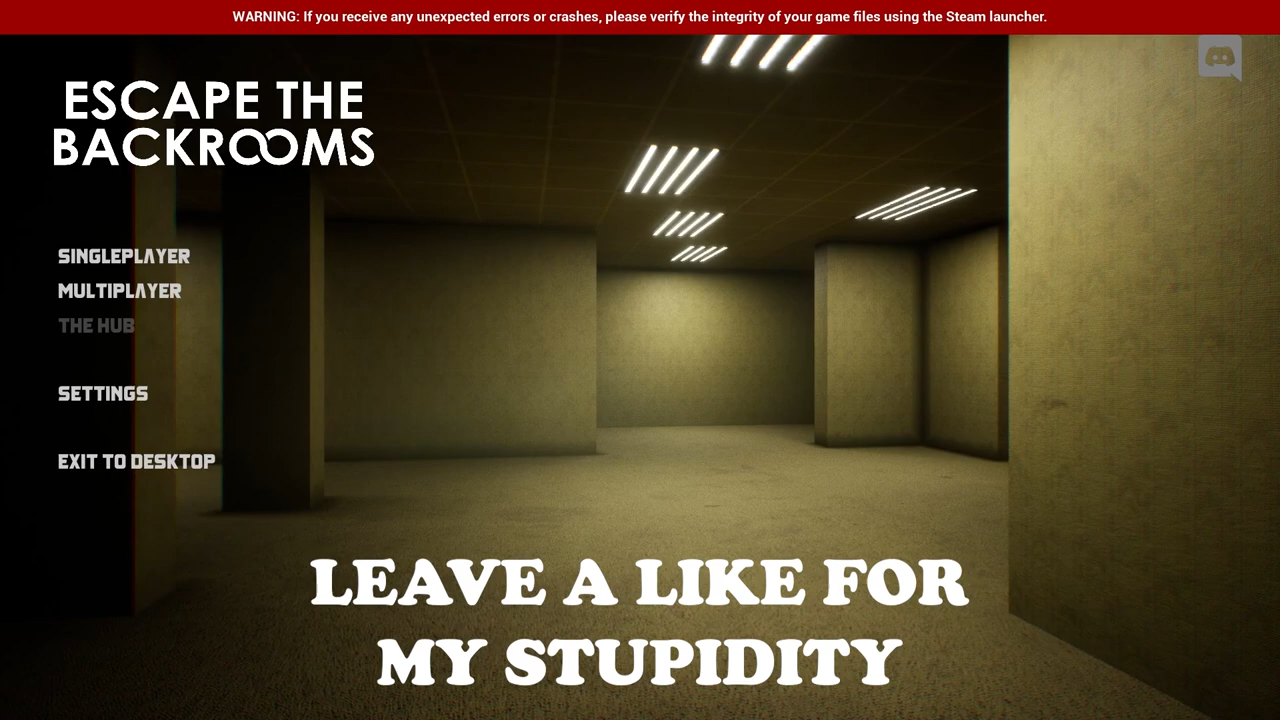 WARNING: If you receive any unexpected errors or crashes, please verify the integrity of your game files using the Steam launcher.
ESCAPE THE
BACKROOMS
SINGLEPLAYER
MULTIPLAYER
THE HUB
SETTINGS
EXIT TO DESKTOP
LEAVE A LIKE FOR
MY STUPIDITY